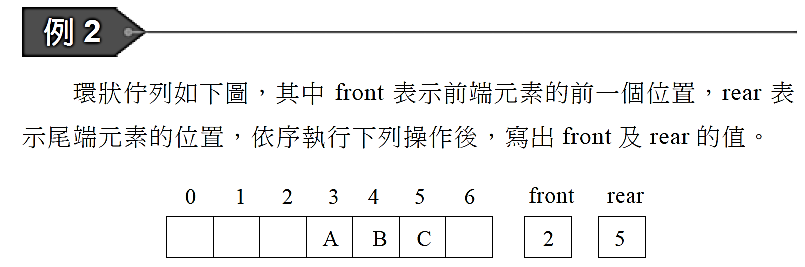 例 2
環狀佇列如下圖，其中 front 表示前端元素的前一個位置，rear 表
示尾端元素的位置，依序執行下列操作後，寫出 front 及 rear 的值。
0 1 2 3 4 5 6 front rear
A B C 2 5